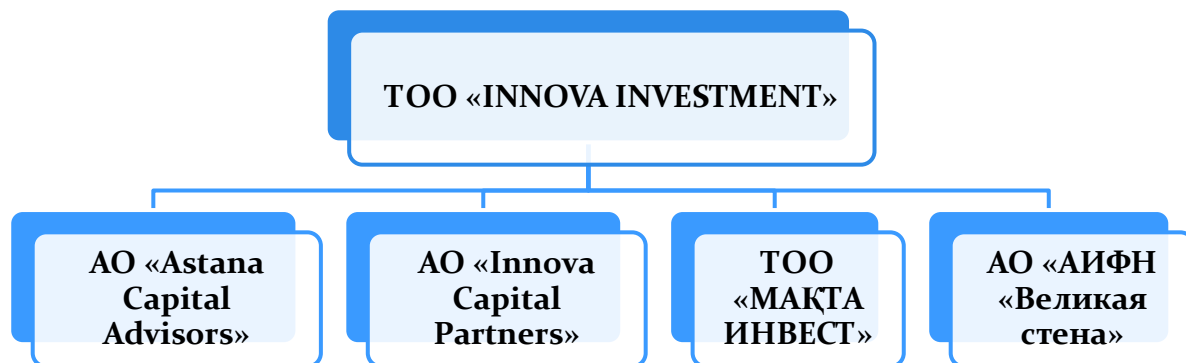 ТОО «INNOVA INVESTMENT»
АО «Astana
Capital
Advisors»
АО «Innova
Capital
Partners»
ТОО
«МАҚТА
ИНВЕСТ»
АО «АИФН
«Великая
стена»